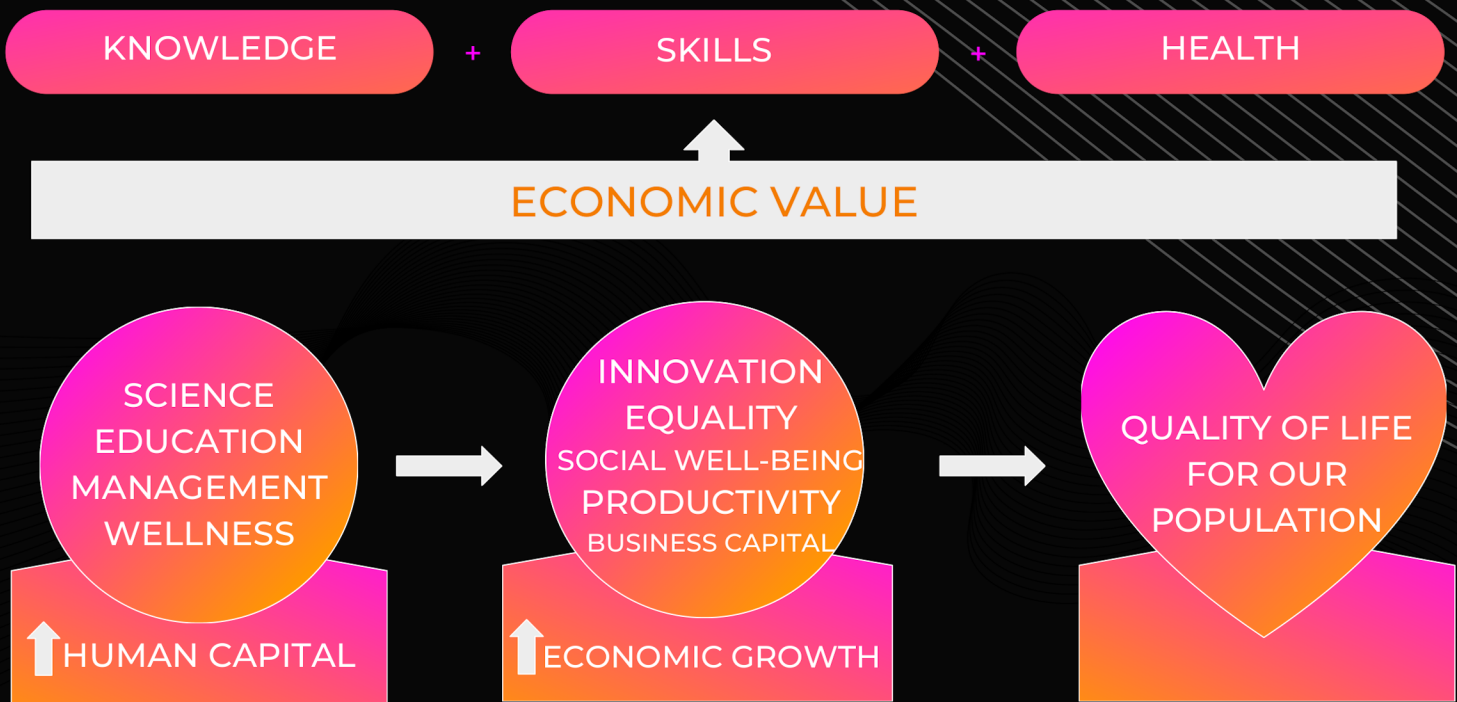 KNOWLEDGE + SKILLS + HEALTH
ECONOMIC VALUE
SCIENCE
EDUCATION
MANAGEMENT
WELLNESS
HUMAN CAPITAL
INNOVATION
EQUALITY
SOCIAL WELL-BEING
PRODUCTIVITY
BUSINESS CAPITAL
ECONOMIC GROWTH
QUALITY OF LIFE
FOR OUR
POPULATION